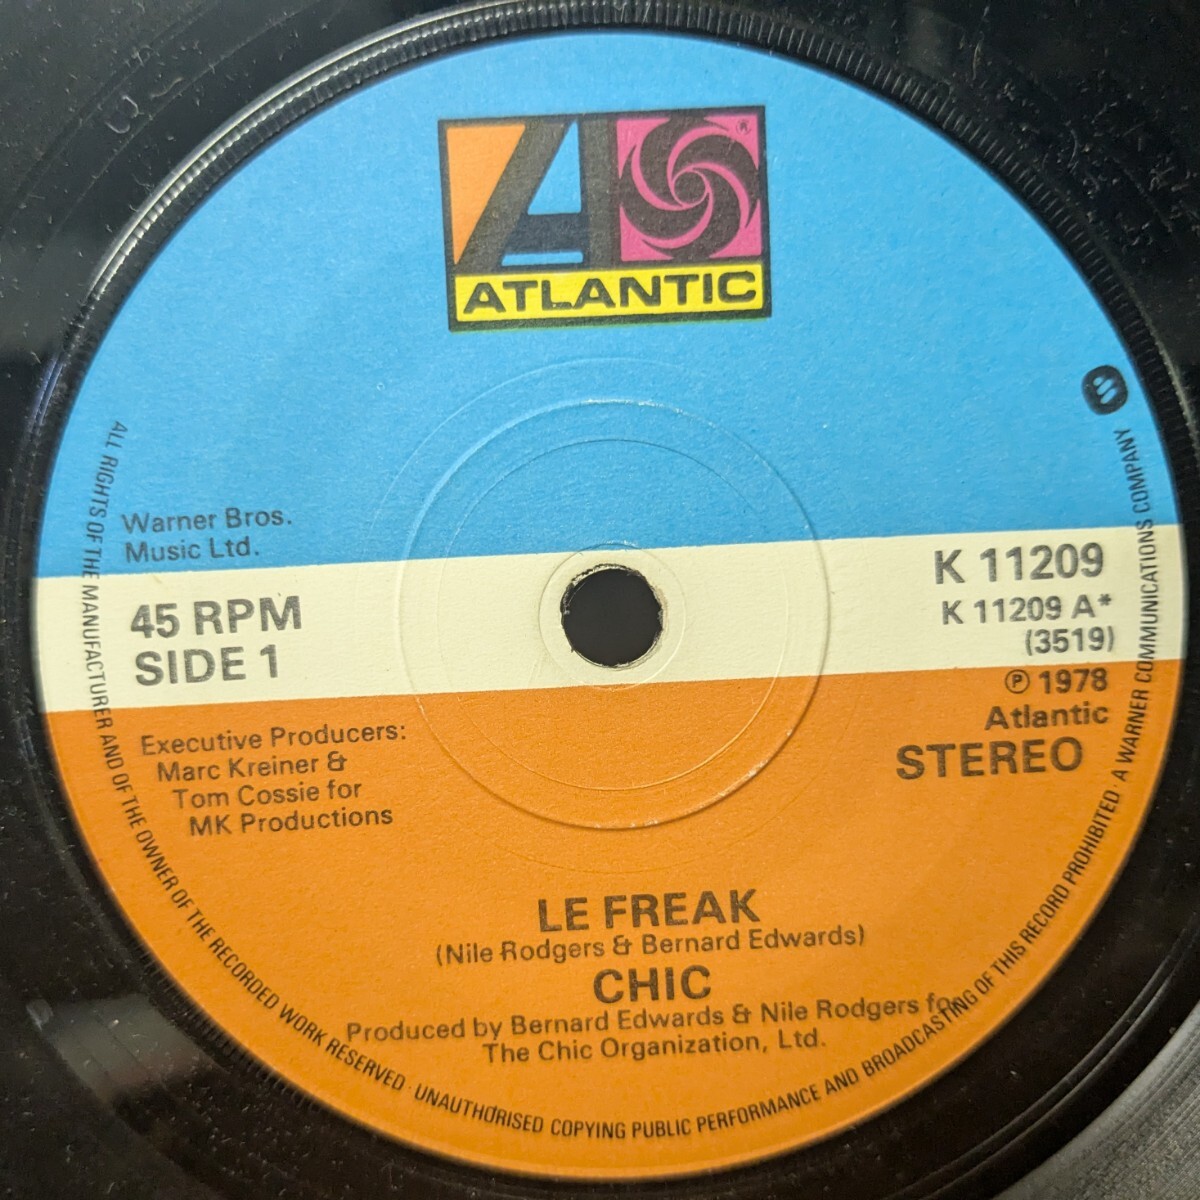 ATLANTIC
Warner Bros.
Music Ltd.
45 RPM
SIDE 1
K 11209
K 11209 A*
(3519)
℗ 1978
Atlantic
STEREO
Executive Producers:
Marc Kreiner &
Tom Cossie for
MK Productions
LE FREAK
(Nile Rodgers & Bernard Edwards)
CHIC
Produced by Bernard Edwards & Nile Rodgers for
The Chic Organization, Ltd.
ALL RIGHTS OF THE MANUFACTURER AND OF THE OWNER OF THE RECORDED WORK RESERVED · UNAUTHORISED COPYING PUBLIC PERFORMANCE AND BROADCASTING OF THIS RECORD PROHIBITED · A WARNER COMMUNICATIONS COMPANY